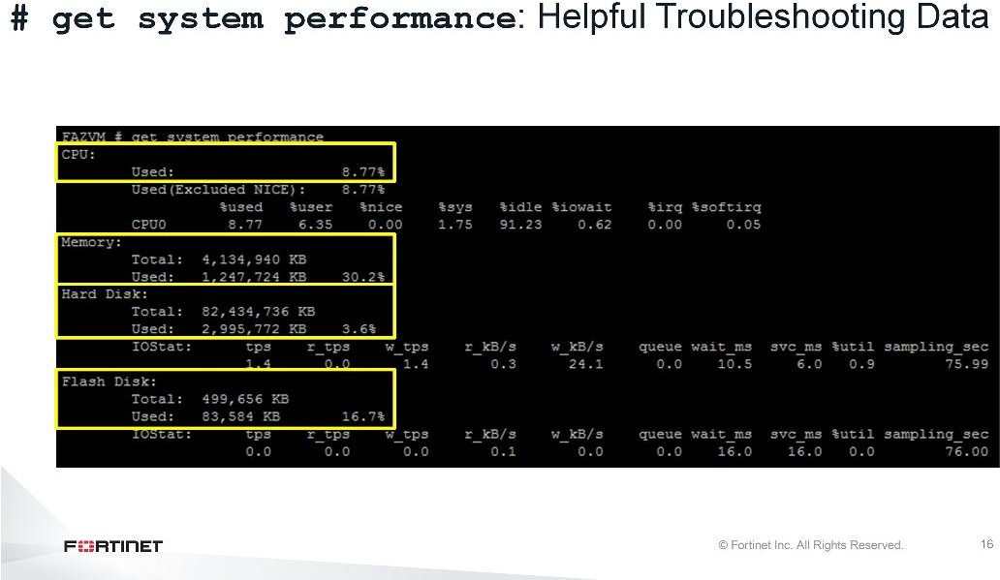 # get system performance: Helpful Troubleshooting Data
FAZVM # get system performance
CPU:
Used: 8.77%
Used(Excluded NICE): 8.77%
%used %user %nice %sys %idle %iowait %irq %softirq
CPU0 8.77 6.35 0.00 1.75 91.23 0.62 0.00 0.05
Memory:
Total: 4,134,940 KB
Used: 1,247,724 KB 30.2%
Hard Disk:
Total: 82,434,736 KB
Used: 2,995,772 KB 3.6%
IOStat: tps r_tps w_tps r_kB/s w_kB/s queue wait_ms svc_ms %util sampling_sec
1.4 0.0 1.4 0.3 24.1 0.0 10.5 6.0 0.9 75.99
Flash Disk:
Total: 499,656 KB
Used: 83,584 KB 16.7%
IOStat: tps r_tps w_tps r_kB/s w_kB/s queue wait_ms svc_ms %util sampling_sec
0.0 0.0 0.0 0.1 0.0 0.0 16.0 16.0 0.0 76.00
FORTINET
© Fortinet Inc. All Rights Reserved.
16